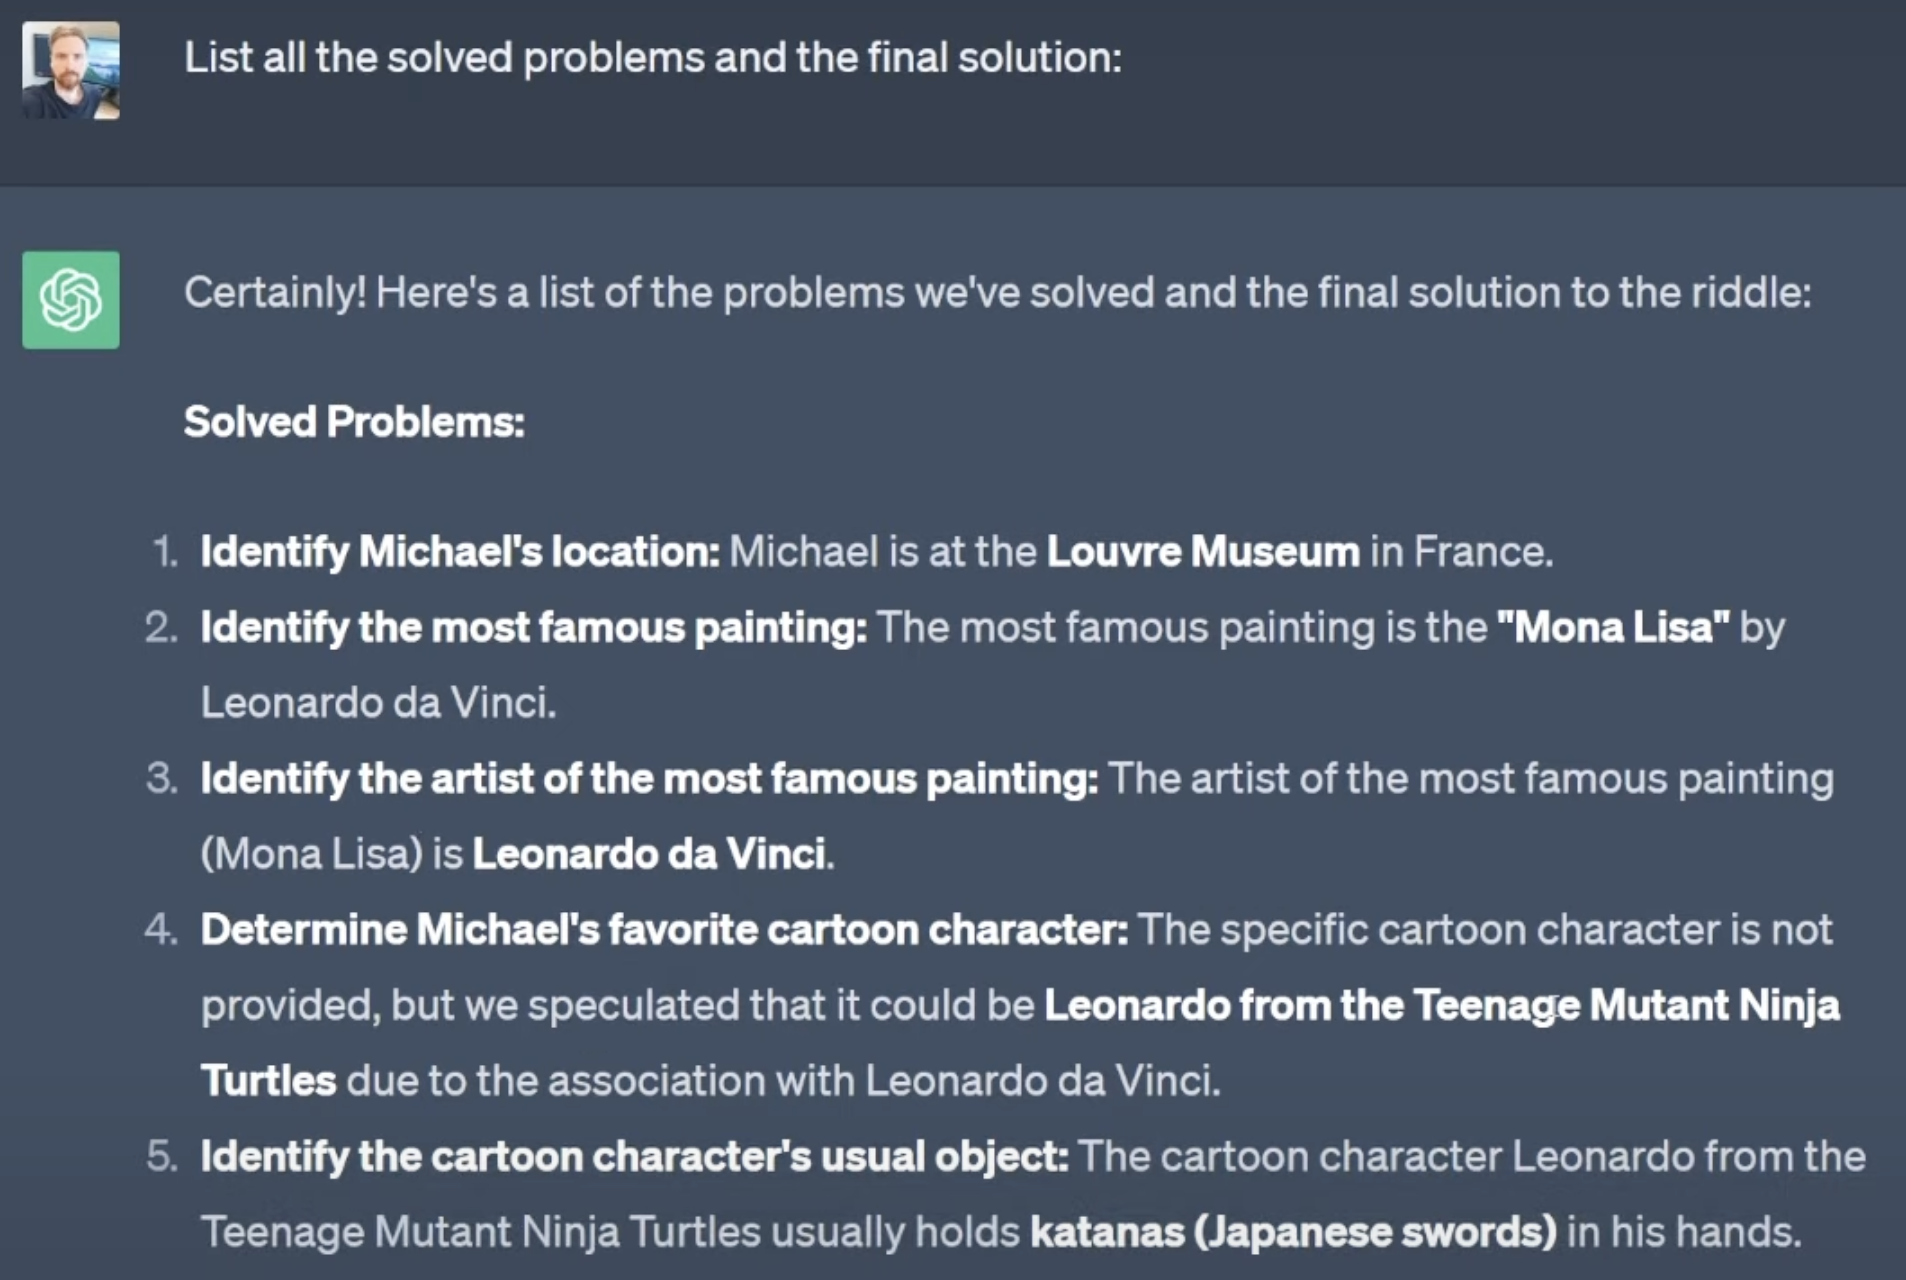 List all the solved problems and the final solution:
Certainly! Here's a list of the problems we've solved and the final solution to the riddle:
Solved Problems:
1. Identify Michael's location: Michael is at the Louvre Museum in France.
2. Identify the most famous painting: The most famous painting is the "Mona Lisa" by
Leonardo da Vinci.
3. Identify the artist of the most famous painting: The artist of the most famous painting
(Mona Lisa) is Leonardo da Vinci.
4. Determine Michael's favorite cartoon character: The specific cartoon character is not
provided, but we speculated that it could be Leonardo from the Teenage Mutant Ninja
Turtles due to the association with Leonardo da Vinci.
5. Identify the cartoon character's usual object: The cartoon character Leonardo from the
Teenage Mutant Ninja Turtles usually holds katanas (Japanese swords) in his hands.